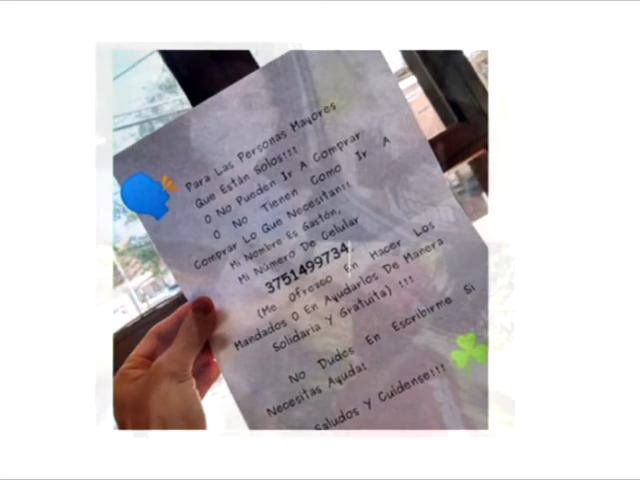 Para Las Personas Mayores
Que Están Solos!!!
O No Pueden Ir A Comprar
O No Tienen Como Ir A
Comprar Lo Que Necesitan!!
Mi Nombre Es Gastón,
Mi Número De Celular
3751499734
(Me Ofrezco En Hacer Los
Mandados O En Ayudarlos De Manera
Solidaria Y Gratuita) !!!
No Dudes En Escribirme Si
Necesitas Ayuda!
Saludos Y Cuidense!!!